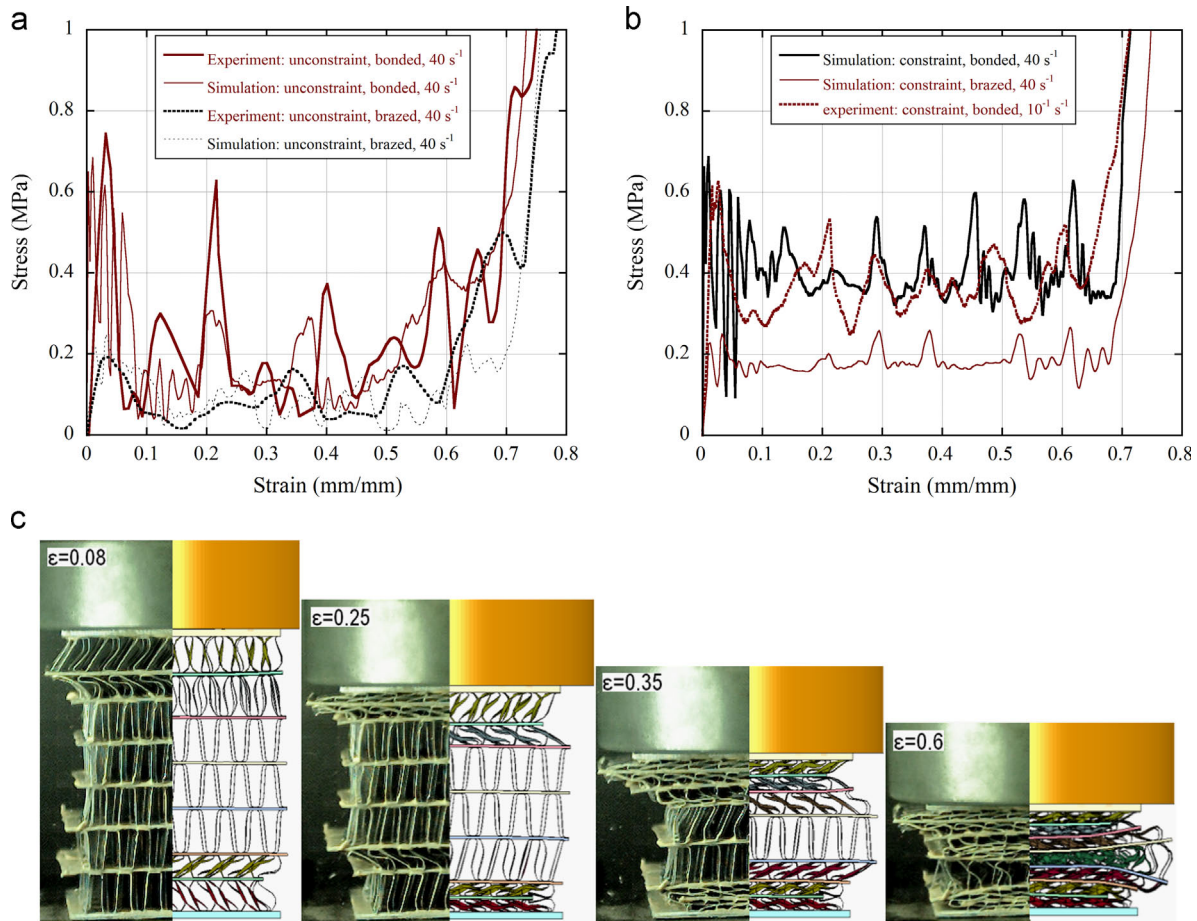 a
Experiment: unconstraint, bonded, 40 s⁻¹
Simulation: unconstraint, bonded, 40 s⁻¹
Experiment: unconstraint, brazed, 40 s⁻¹
Simulation: unconstraint, brazed, 40 s⁻¹
Stress (MPa)
1
0.8
0.6
0.4
0.2
0
0 0.1 0.2 0.3 0.4 0.5 0.6 0.7 0.8
Strain (mm/mm)
b
Simulation: constraint, bonded, 40 s⁻¹
Simulation: constraint, brazed, 40 s⁻¹
experiment: constraint, bonded, 10⁻¹ s⁻¹
Stress (MPa)
1
0.8
0.6
0.4
0.2
0
0 0.1 0.2 0.3 0.4 0.5 0.6 0.7 0.8
Strain (mm/mm)
c
ε=0.08
ε=0.25
ε=0.35
ε=0.6